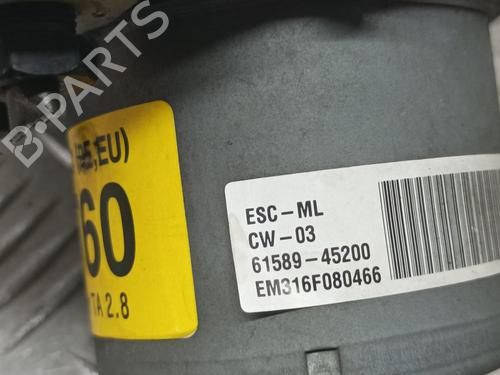 B-PARTS
EU)
60
TA 2.8
ESC-ML
CW-03
61589-45200
EM316F080466